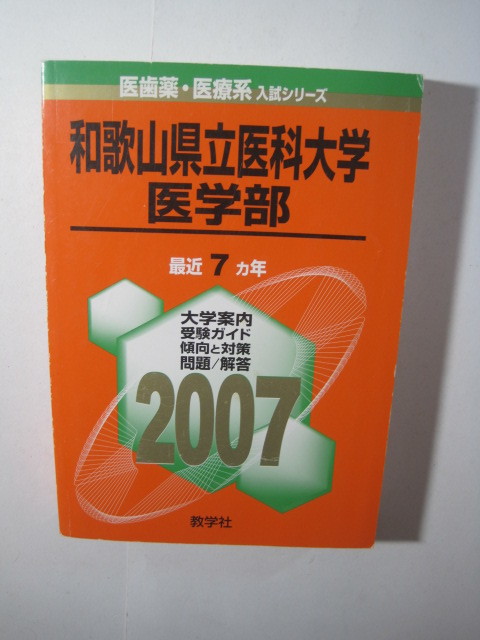 医歯薬・医療系 入試シリーズ
和歌山県立医科大学
医学部
最近 7 カ年
大学案内
受験ガイド
傾向と対策
問題/解答
2007
教学社